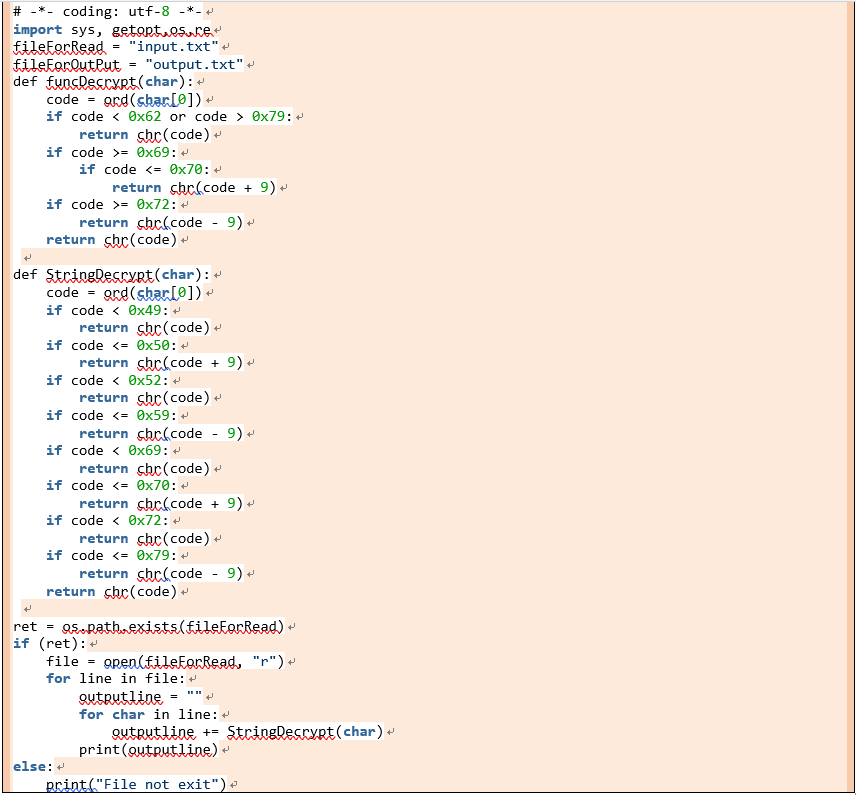 # -*- coding: utf-8 -*-
import sys, getopt,os,re
fileForRead = "input.txt"
fileForOutPut = "output.txt"
def funcDecrypt(char):
    code = ord(char[0])
    if code < 0x62 or code > 0x79:
        return chr(code)
    if code >= 0x69:
        if code <= 0x70:
            return chr(code + 9)
    if code >= 0x72:
        return chr(code - 9)
    return chr(code)

def StringDecrypt(char):
    code = ord(char[0])
    if code < 0x49:
        return chr(code)
    if code <= 0x50:
        return chr(code + 9)
    if code < 0x52:
        return chr(code)
    if code <= 0x59:
        return chr(code - 9)
    if code < 0x69:
        return chr(code)
    if code <= 0x70:
        return chr(code + 9)
    if code < 0x72:
        return chr(code)
    if code <= 0x79:
        return chr(code - 9)
    return chr(code)

ret = os.path.exists(fileForRead)
if (ret):
    file = open(fileForRead, "r")
    for line in file:
        outputline = ""
        for char in line:
            outputline += StringDecrypt(char)
        print(outputline)
else:
    print("File not exit")